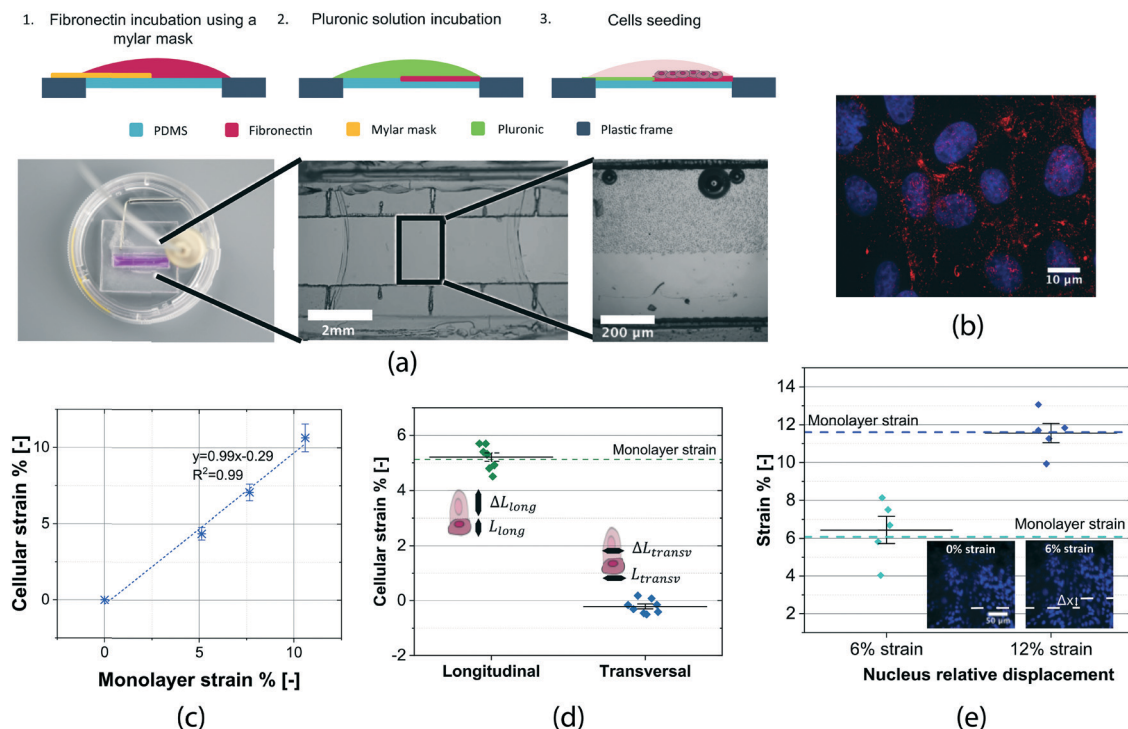 1. Fibronectin incubation using a mylar mask
2. Pluronic solution incubation
3. Cells seeding
PDMS
Fibronectin
Mylar mask
Pluronic
Plastic frame
2mm
200 µm
(a)
10 µm
(b)
Cellular strain % [-]
10
5
0
y=0.99x-0.29
R²=0.99
0
5
10
Monolayer strain % [-]
(c)
Cellular strain % [-]
6
4
2
0
-2
Monolayer strain
ΔL_long
L_long
ΔL_transv
L_transv
Longitudinal
Transversal
(d)
Strain % [-]
14
12
10
8
6
4
2
Monolayer strain
Monolayer strain
0% strain
6% strain
Δx
50 µm
6% strain
12% strain
Nucleus relative displacement
(e)